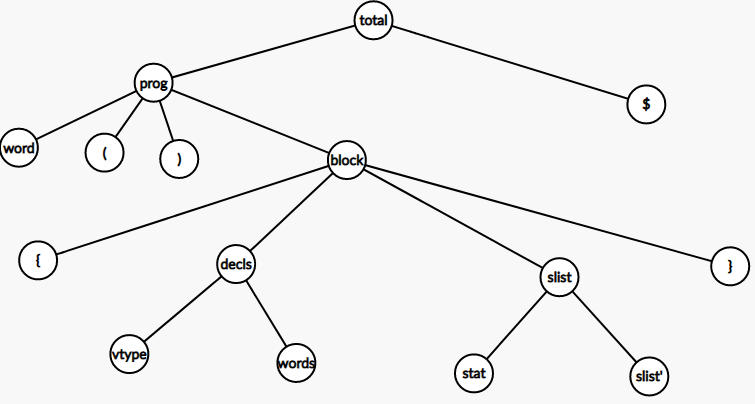 total
prog
$
word
(
)
block
{
decls
slist
}
vtype
words
stat
slist'